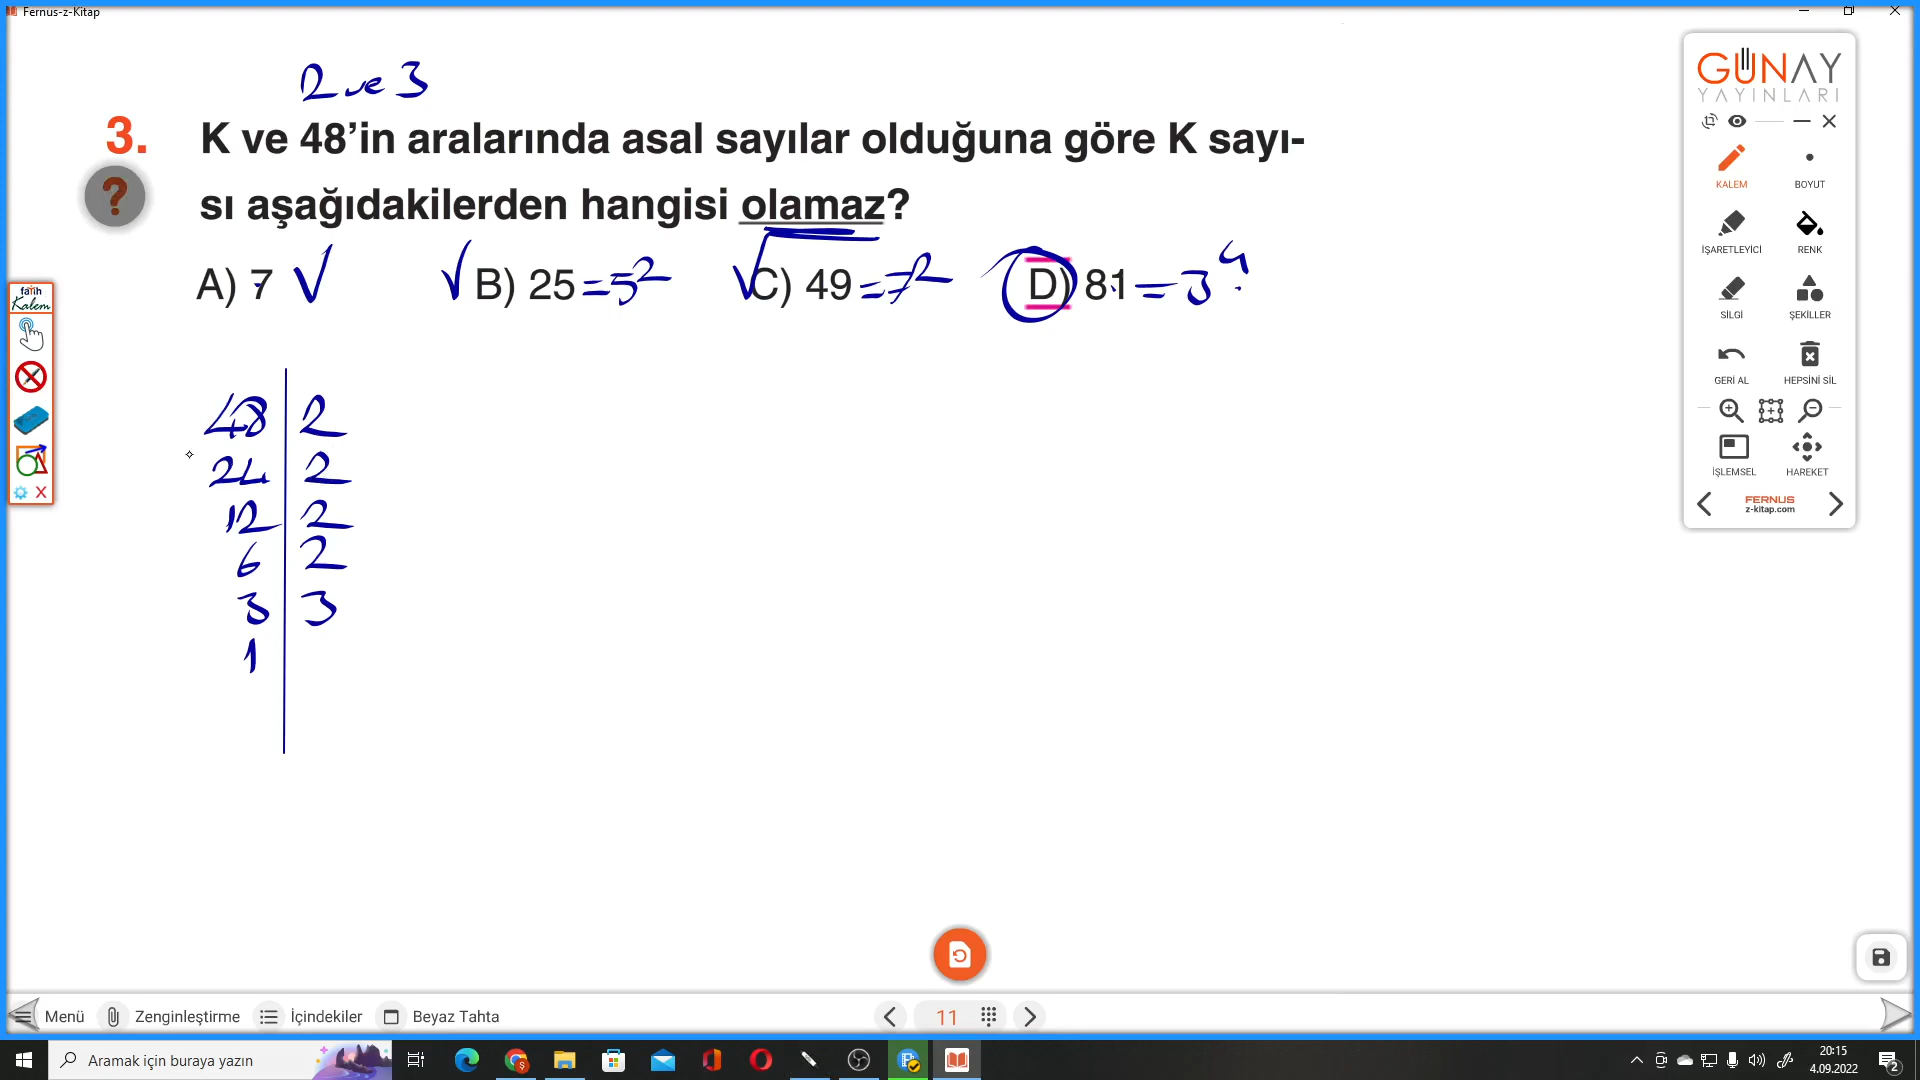 Fernus-z-Kitap
2 ve 3
3. K ve 48'in aralarında asal sayılar olduğuna göre K sayı-
sı aşağıdakilerden hangisi olamaz?
A) 7 B) 25 = 5² C) 49 = 7² D) 81 = 3⁴
48 2
24 2
12 2
6 2
3 3
1
fatih
Kalem
X
GÜNAY
YAYINLARI
KALEM BOYUT
İŞARETLEYİCİ RENK
SİLGİ ŞEKİLLER
GERİ AL HEPSİNİ SİL
İŞLEMSEL HAREKET
FERNUS
z-kitap.com
Menü Zenginleştirme İçindekiler Beyaz Tahta 11
Aramak için buraya yazın
20:15
4.09.2022
2